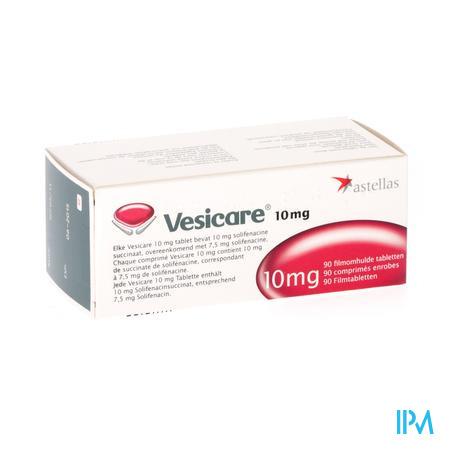 Vesicare® 10 mg
astellas
Elke Vesicare 10 mg tablet bevat 10 mg solifenacine
succinaat, overeenkomend met 7,5 mg solifenacine.
Chaque comprimé Vesicare 10 mg contient 10 mg
de succinate de solifénacine, correspondant
à 7,5 mg de solifénacine.
Jede Vesicare 10 mg Tablette enthält
10 mg Solifenacinsuccinat, entsprechend
7,5 mg Solifenacin.
10mg
90 filmomhulde tabletten
90 comprimés enrobés
90 Filmtabletten
IPM